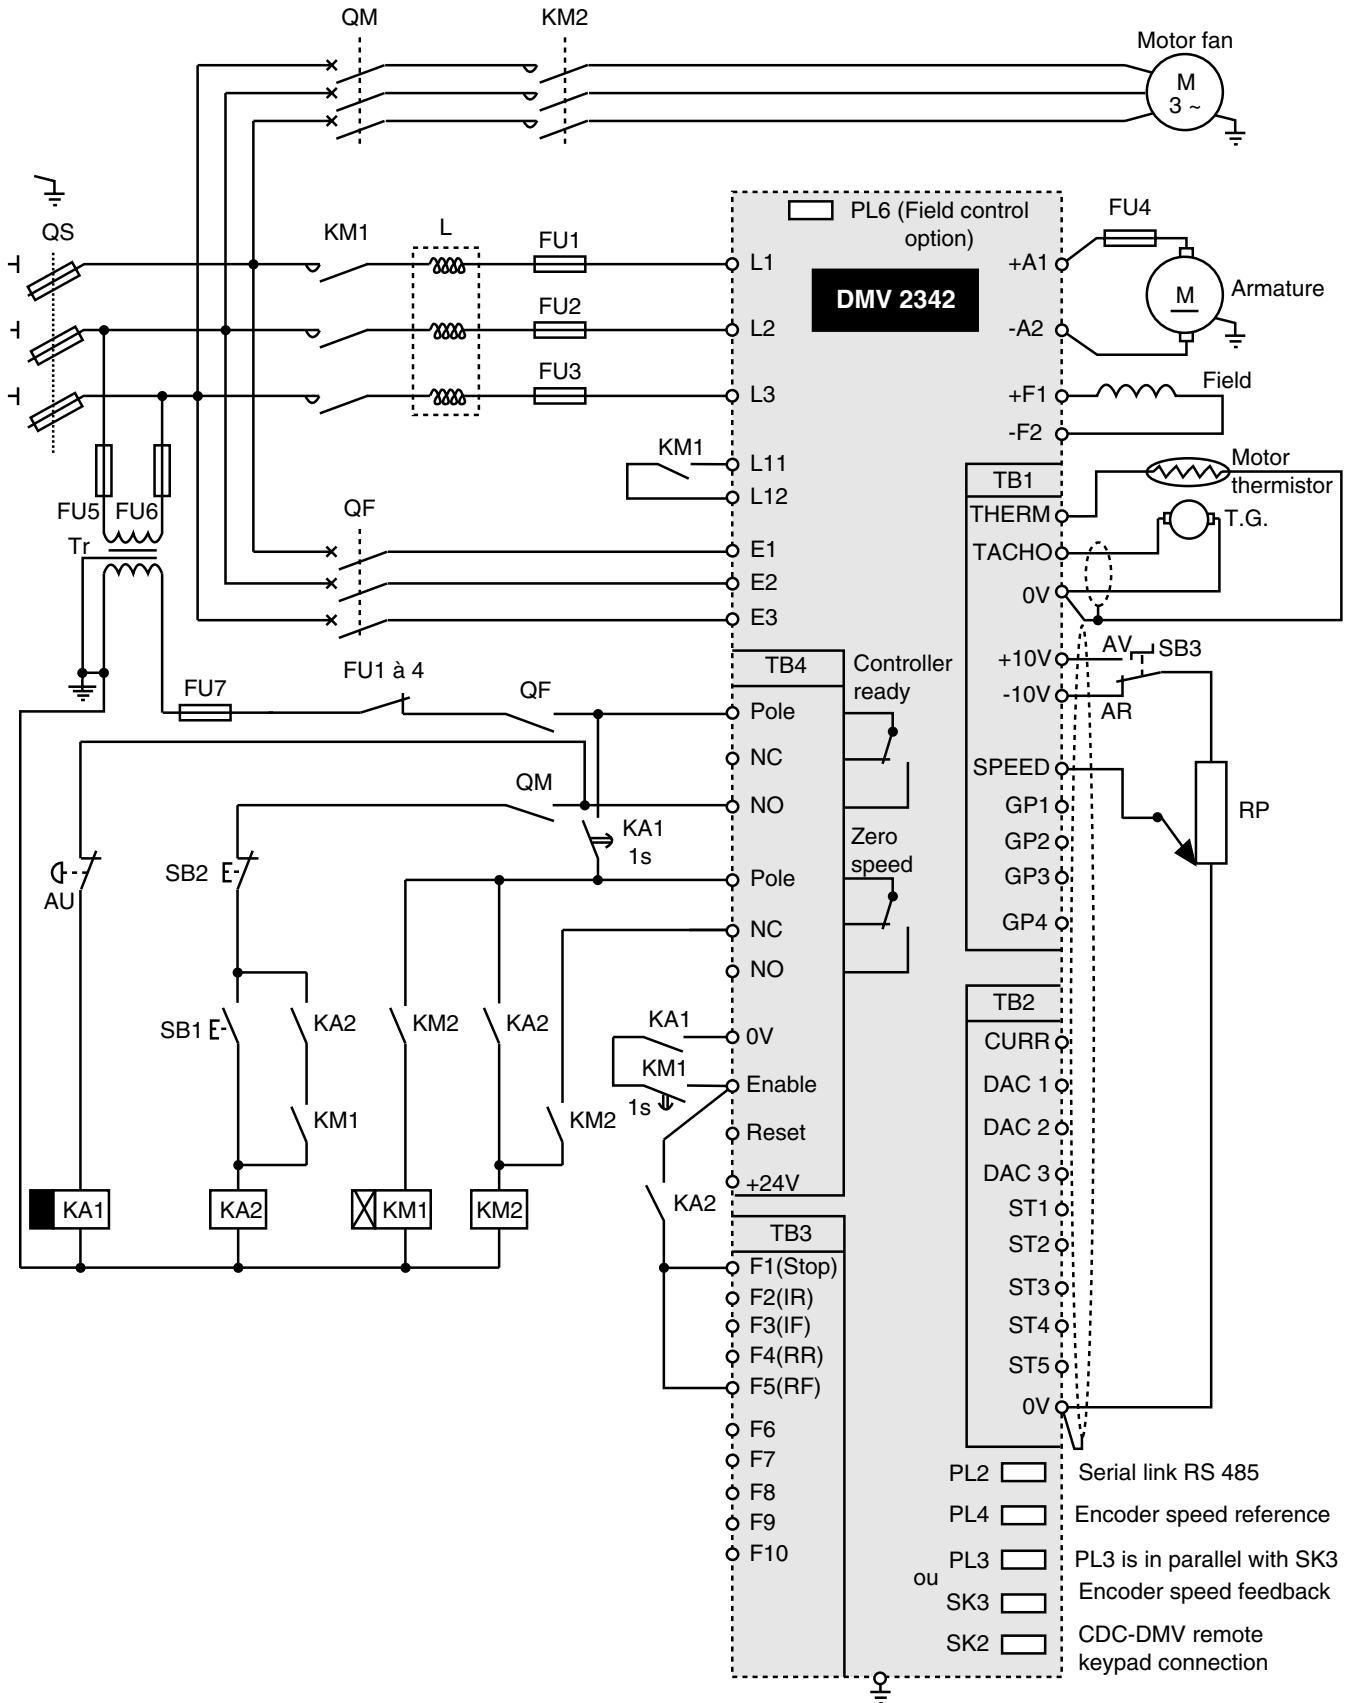 QM
KM2
Motor fan
M
3 ~
QS
KM1
L
FU1
FU2
FU3
PL6 (Field control
option)
DMV 2342
L1
L2
L3
+A1
-A2
FU4
M
Armature
+F1
-F2
Field
KM1
L11
L12
TB1
THERM
TACHO
0V
Motor
thermistor
T.G.
FU5
FU6
Tr
QF
E1
E2
E3
+10V
-10V
AV
SB3
AR
FU7
FU1 à 4
QF
TB4
Controller
ready
Pole
NC
NO
SPEED
GP1
GP2
GP3
GP4
RP
QM
KA1
1s
Zero
speed
AU
SB2
Pole
NC
NO
SB1
KA2
KM1
KM2
KA2
KM2
KA1
KM1
1s
0V
Enable
Reset
+24V
KA2
KA1
KA2
KM1
KM2
TB2
CURR
DAC 1
DAC 2
DAC 3
ST1
ST2
ST3
ST4
ST5
0V
TB3
F1(Stop)
F2(IR)
F3(IF)
F4(RR)
F5(RF)
F6
F7
F8
F9
F10
PL2
Serial link RS 485
PL4
Encoder speed reference
PL3
PL3 is in parallel with SK3
ou
Encoder speed feedback
SK3
SK2
CDC-DMV remote
keypad connection